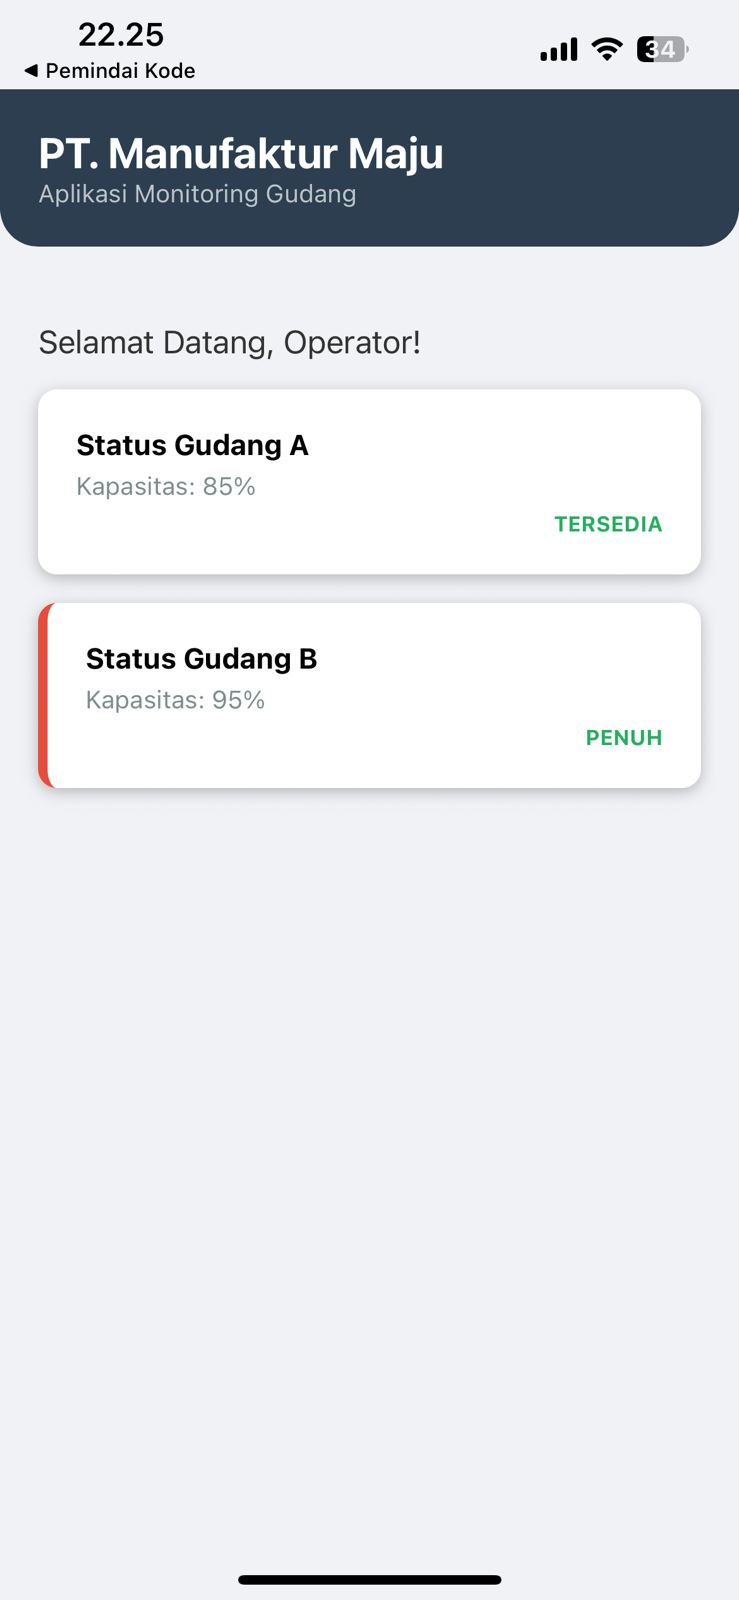 22.25
◀ Pemindai Kode
34
PT. Manufaktur Maju
Aplikasi Monitoring Gudang
Selamat Datang, Operator!
Status Gudang A
Kapasitas: 85%
TERSEDIA
Status Gudang B
Kapasitas: 95%
PENUH